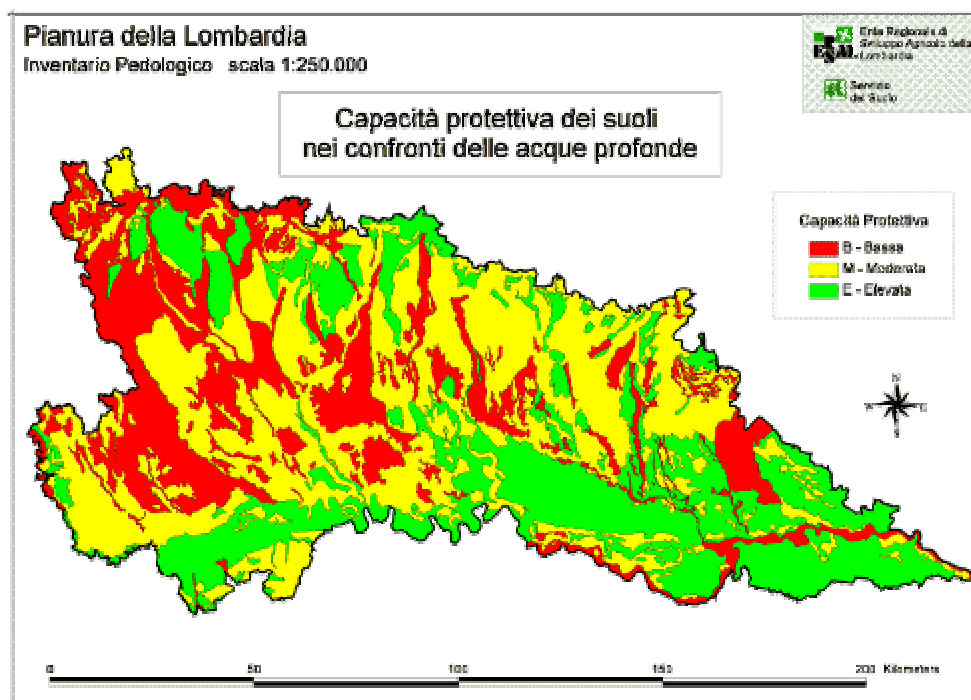 Pianura della Lombardia
Inventario Pedologico scala 1:250.000
Ente Regionale di
Sviluppo Agricolo della
Lombardia
Servizio
del Suolo
Capacità protettiva dei suoli
nei confronti delle acque profonde
Capacità Protettiva
B - Bassa
M - Moderata
E - Elevata
N
W E
S
0 50 100 150 200 Kilometers